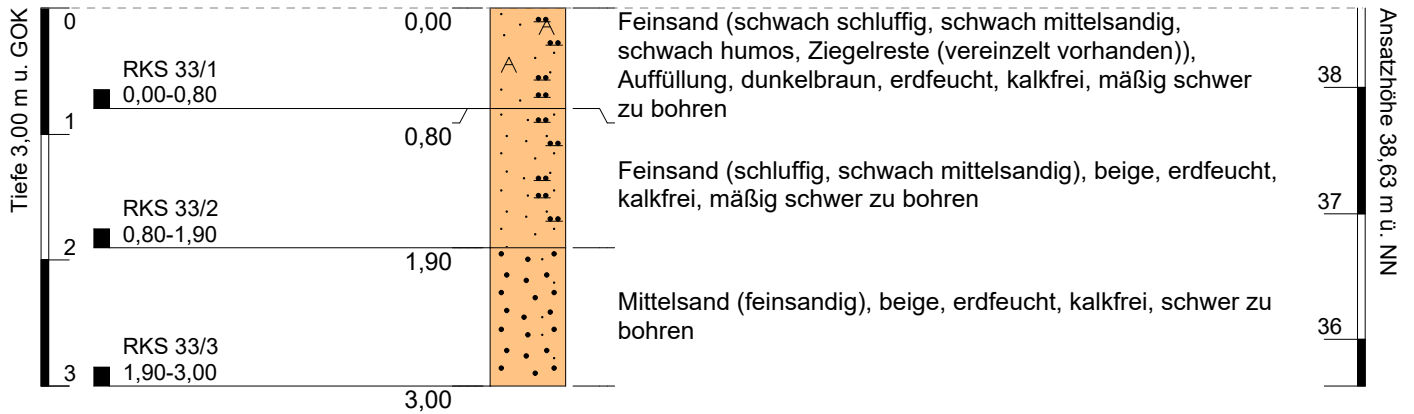 Tiefe 3,00 m u. GOK
0
0,00
Feinsand (schwach schluffig, schwach mittelsandig,
schwach humos, Ziegelreste (vereinzelt vorhanden)),
Auffüllung, dunkelbraun, erdfeucht, kalkfrei, mäßig schwer
zu bohren
RKS 33/1
0,00-0,80
1
0,80
Feinsand (schluffig, schwach mittelsandig), beige, erdfeucht,
kalkfrei, mäßig schwer zu bohren
RKS 33/2
0,80-1,90
2
1,90
Mittelsand (feinsandig), beige, erdfeucht, kalkfrei, schwer zu
bohren
RKS 33/3
1,90-3,00
3
3,00
38
37
36
Ansatzhöhe 38,63 m ü. NN